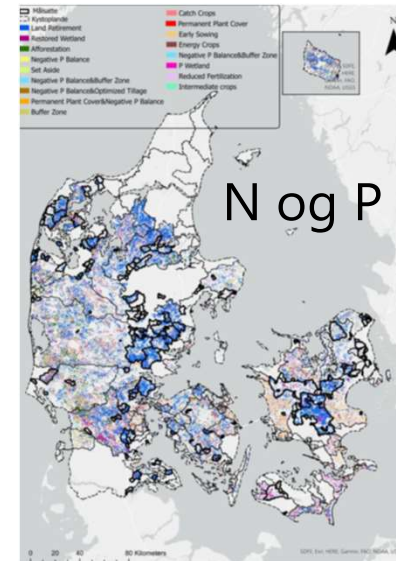 Målsatte
Kystoplande
Land Retirement
Restored Wetland
Afforestation
Negative P Balance
Set Aside
Negative P Balance&Buffer Zone
Negative P Balance&Optimized Tillage
Permanent Plant Cover&Negative P Balance
Buffer Zone
Catch Crops
Permanent Plant Cover
Early Sowing
Energy Crops
Negative P Balance&Buffer Zone
P Wetland
Reduced Fertilization
Intermediate crops
N
N og P
0 20 40 80 Kilometers